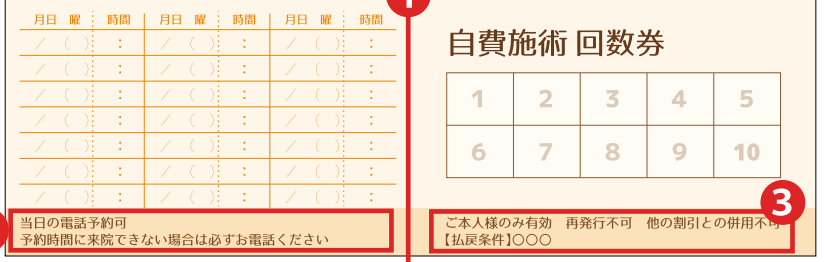 1
月日 曜 時間 月日 曜 時間 月日 曜 時間
/ ( ) : / ( ) : / ( ) :
/ ( ) : / ( ) : / ( ) :
/ ( ) : / ( ) : / ( ) :
/ ( ) : / ( ) : / ( ) :
/ ( ) : / ( ) : / ( ) :
/ ( ) : / ( ) : / ( ) :
/ ( ) : / ( ) : / ( ) :
当日の電話予約可
予約時間に来院できない場合は必ずお電話ください
自費施術 回数券
1 2 3 4 5
6 7 8 9 10
3
ご本人様のみ有効 再発行不可 他の割引との併用不可
【払戻条件】〇〇〇